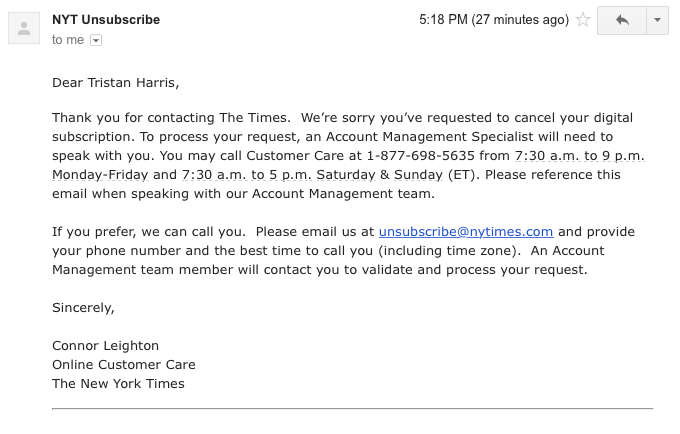 NYT Unsubscribe
5:18 PM (27 minutes ago)
to me
Dear Tristan Harris,
Thank you for contacting The Times.  We’re sorry you’ve requested to cancel your digital
subscription. To process your request, an Account Management Specialist will need to
speak with you. You may call Customer Care at 1-877-698-5635 from 7:30 a.m. to 9 p.m.
Monday-Friday and 7:30 a.m. to 5 p.m. Saturday & Sunday (ET). Please reference this
email when speaking with our Account Management team.
If you prefer, we can call you.  Please email us at unsubscribe@nytimes.com and provide
your phone number and the best time to call you (including time zone).  An Account
Management team member will contact you to validate and process your request.
Sincerely,
Connor Leighton
Online Customer Care
The New York Times